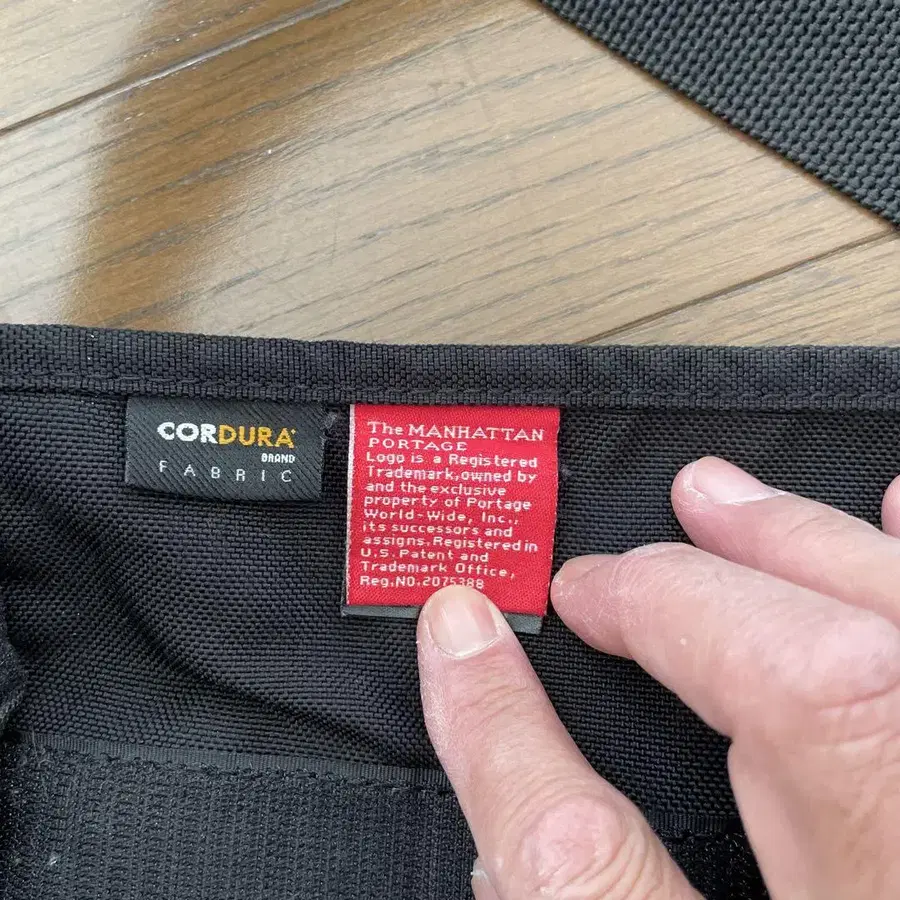 CORDURA
BRAND
FABRIC
The MANHATTAN
PORTAGE
Logo is a Registered
Trademark,owned by
and the exclusive
property of Portage
World-Wide, Inc.,
its successors and
assigns.Registered in
U.S.Patent and
Trademark Office,
Reg.NO.2075388